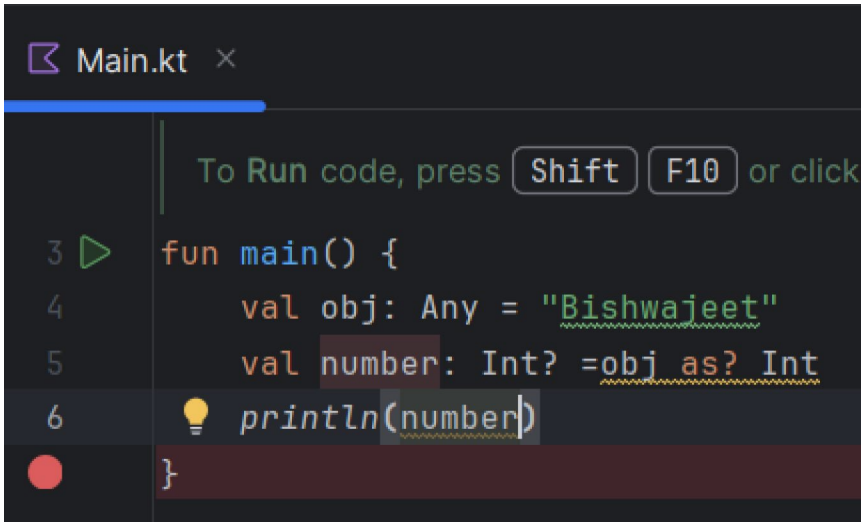 Main.kt ×
To Run code, press Shift F10 or click
3 fun main() {
4 val obj: Any = "Bishwajeet"
5 val number: Int? =obj as? Int
6 println(number)
}